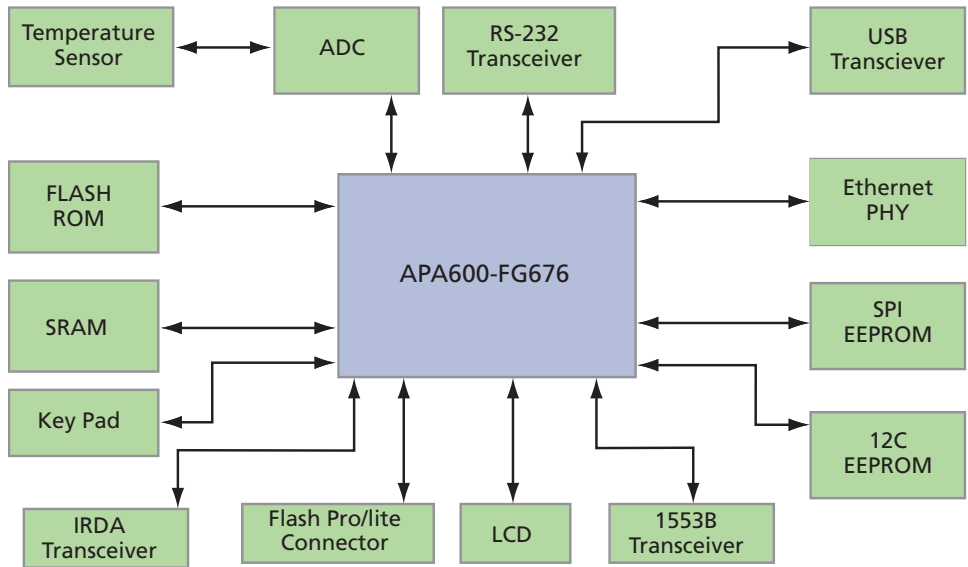 Temperature
Sensor
ADC
RS-232
Transceiver
USB
Transciever
FLASH
ROM
Ethernet
PHY
APA600-FG676
SRAM
SPI
EEPROM
Key Pad
12C
EEPROM
IRDA
Transceiver
Flash Pro/lite
Connector
LCD
1553B
Transceiver